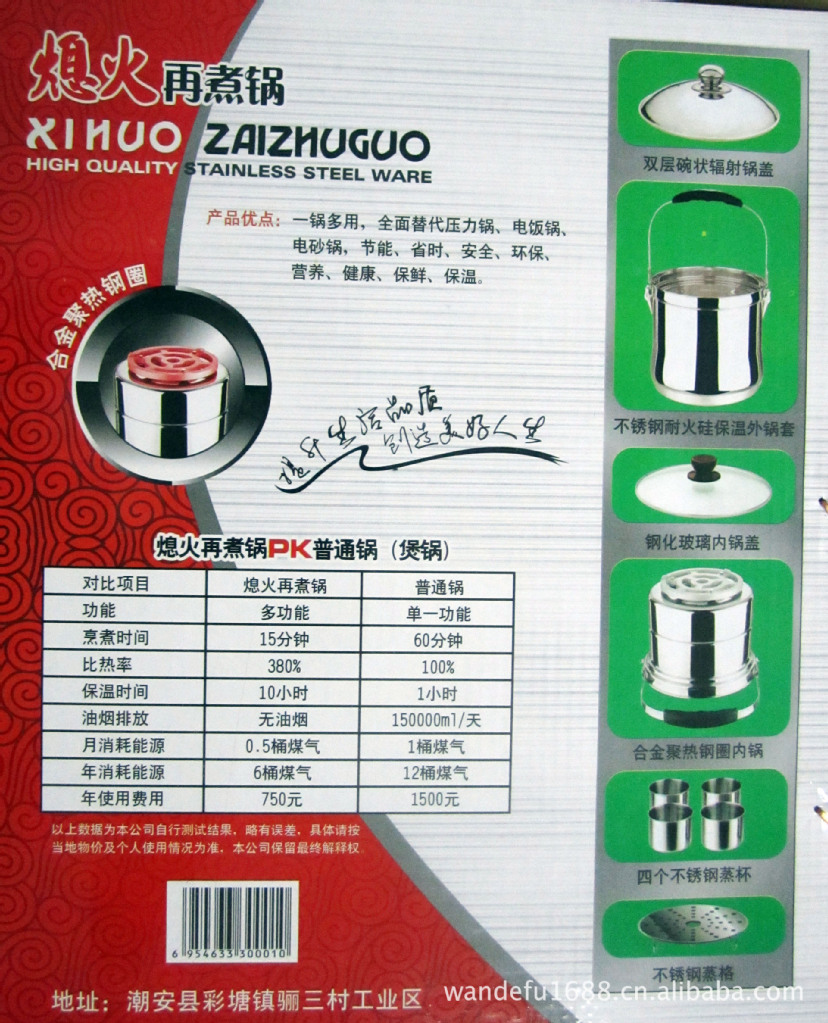 熄火再煮锅
XIHUO ZAIZHUGUO
HIGH QUALITY STAINLESS STEEL WARE
产品优点：一锅多用，全面替代压力锅、电饭锅、
电砂锅，节能、省时、安全、环保、
营养、健康、保鲜、保温。
合金聚热钢圈
提升生活品质
创造美好人生
熄火再煮锅PK普通锅（煲锅）
对比项目 熄火再煮锅 普通锅
功能 多功能 单一功能
烹煮时间 15分钟 60分钟
比热率 380% 100%
保温时间 10小时 1小时
油烟排放 无油烟 150000ml/天
月消耗能源 0.5桶煤气 1桶煤气
年消耗能源 6桶煤气 12桶煤气
年使用费用 750元 1500元
以上数据为本公司自行测试结果，略有误差，具体请按
当地物价及个人使用情况为准，本公司保留最终解释权
6 954633 300010
地址：潮安县彩塘镇骊三村工业区
双层碗状辐射锅盖
不锈钢耐火硅保温外锅套
钢化玻璃内锅盖
合金聚热钢圈内锅
四个不锈钢蒸杯
不锈钢蒸格
wandefu1688.cn.alibaba.com